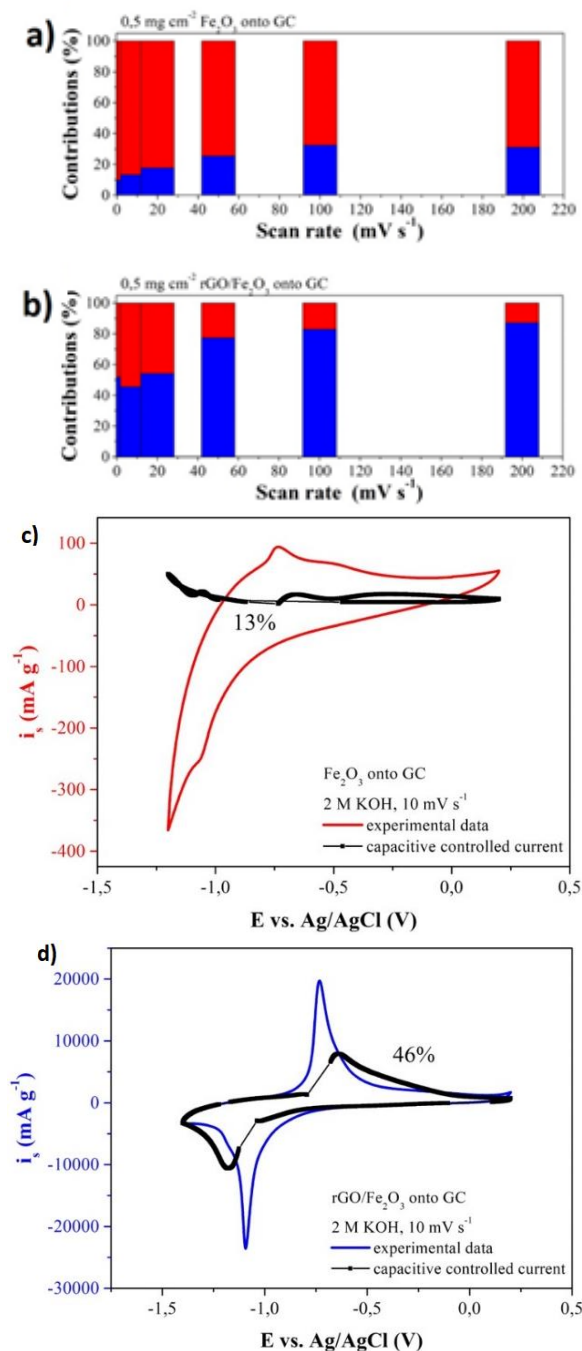 a)
0,5 mg cm⁻² Fe₂O₃ onto GC
Contributions (%)
100
80
60
40
20
0
0 20 40 60 80 100 120 140 160 180 200 220
Scan rate (mV s⁻¹)
b)
0,5 mg cm⁻² rGO/Fe₂O₃ onto GC
Contributions (%)
100
80
60
40
20
0
0 20 40 60 80 100 120 140 160 180 200 220
Scan rate (mV s⁻¹)
c)
iₛ (mA g⁻¹)
100
0
-100
-200
-300
-400
13%
Fe₂O₃ onto GC
2 M KOH, 10 mV s⁻¹
experimental data
capacitive controlled current
-1,5 -1,0 -0,5 0,0 0,5
E vs. Ag/AgCl (V)
d)
iₛ (mA g⁻¹)
20000
10000
0
-10000
-20000
-30000
46%
rGO/Fe₂O₃ onto GC
2 M KOH, 10 mV s⁻¹
experimental data
capacitive controlled current
-1,5 -1,0 -0,5 0,0 0,5
E vs. Ag/AgCl (V)